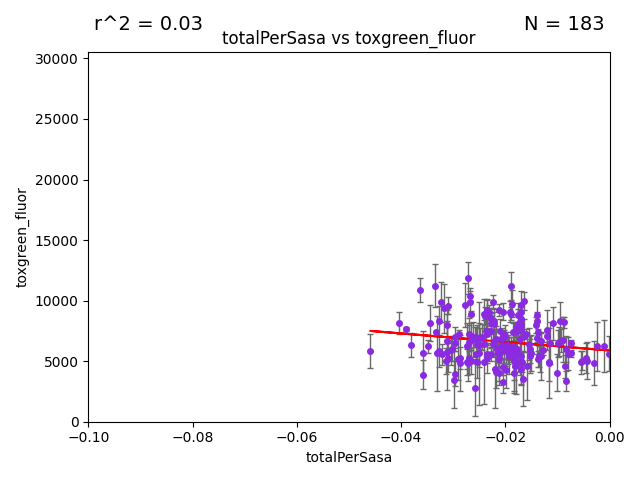 r^2 = 0.03
N = 183
totalPerSasa vs toxgreen_fluor
30000
25000
20000
15000
10000
5000
0
toxgreen_fluor
−0.10
−0.08
−0.06
−0.04
−0.02
0.00
totalPerSasa